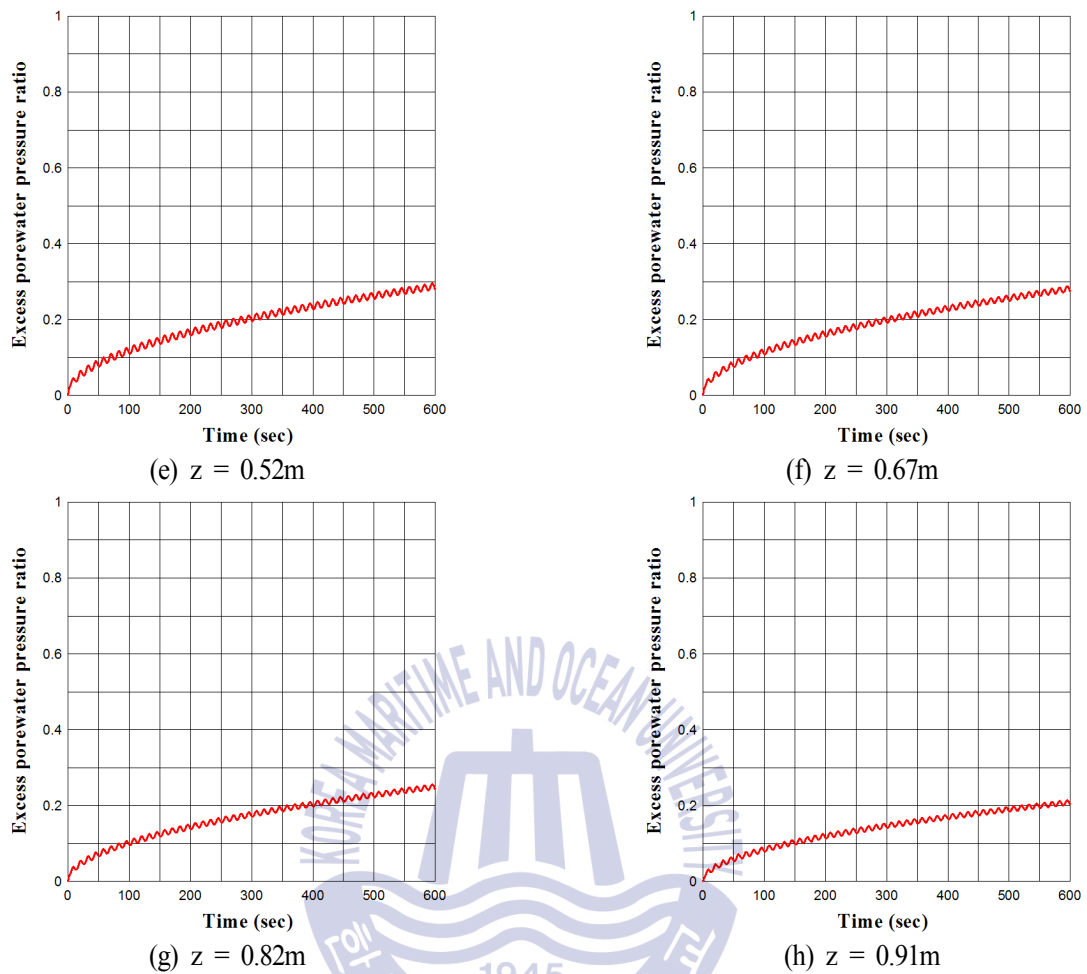 1
0.8
0.6
0.4
0.2
0
Excess porewater pressure ratio
0 100 200 300 400 500 600
Time (sec)
(e) z = 0.52m
1
0.8
0.6
0.4
0.2
0
Excess porewater pressure ratio
0 100 200 300 400 500 600
Time (sec)
(f) z = 0.67m
1
0.8
0.6
0.4
0.2
0
Excess porewater pressure ratio
0 100 200 300 400 500 600
Time (sec)
(g) z = 0.82m
1
0.8
0.6
0.4
0.2
0
Excess porewater pressure ratio
0 100 200 300 400 500 600
Time (sec)
(h) z = 0.91m
KOREA MARITIME AND OCEAN UNIVERSITY
1945